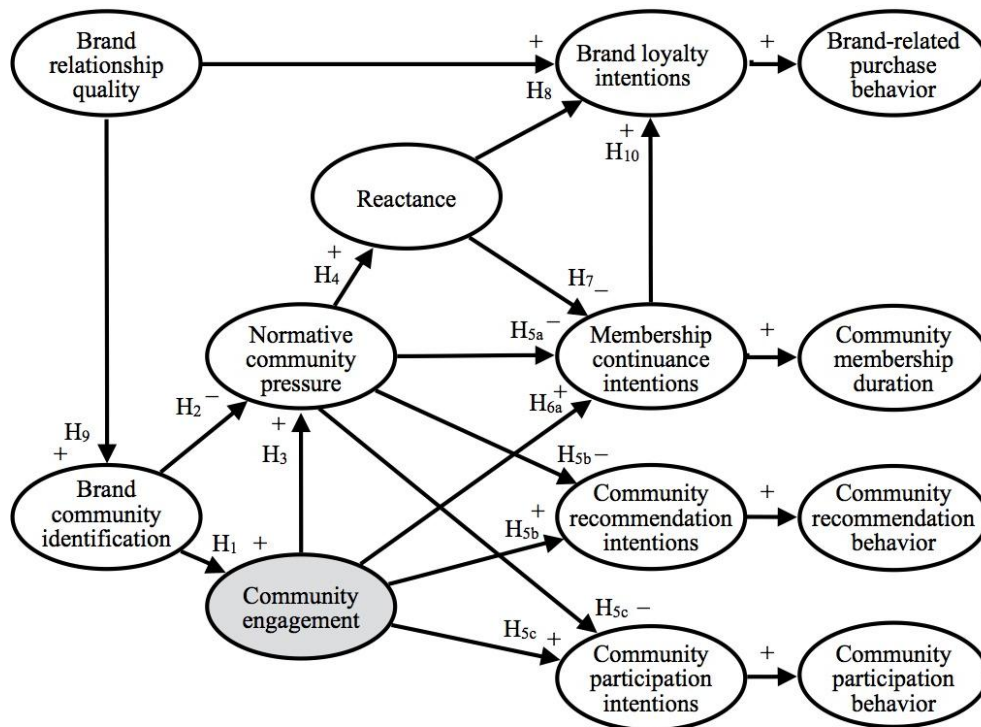 Brand
relationship
quality
+
Brand loyalty
intentions
+
Brand-related
purchase
behavior
H8
+
H10
Reactance
+
H4
H7 –
Normative
community
pressure
H5a –
Membership
continuance
intentions
+
Community
membership
duration
H2 –
+
H6a
H9
+
+
H3
Brand
community
identification
H5b –
Community
recommendation
intentions
+
Community
recommendation
behavior
+
H5b
H1 +
Community
engagement
H5c –
H5c +
Community
participation
intentions
+
Community
participation
behavior